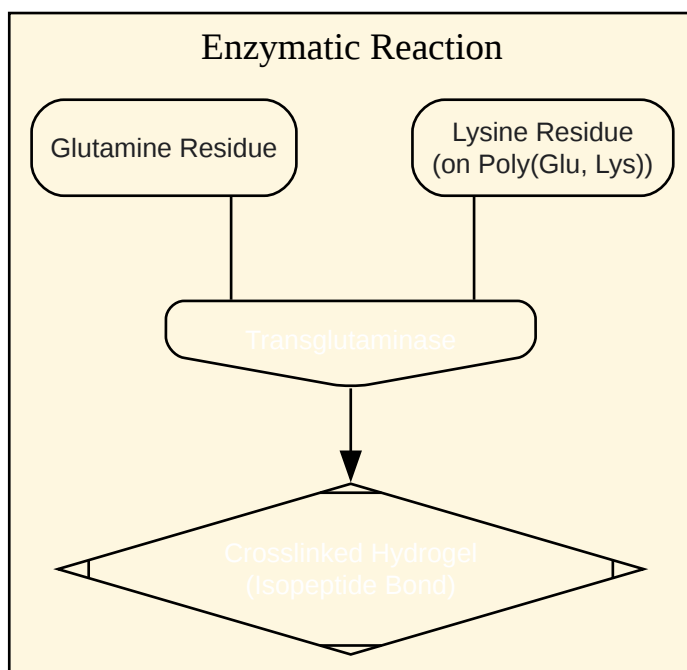 Enzymatic Reaction
Glutamine Residue
Lysine Residue
(on Poly(Glu, Lys))
Transglutaminase
Crosslinked Hydrogel
(Isopeptide Bond)